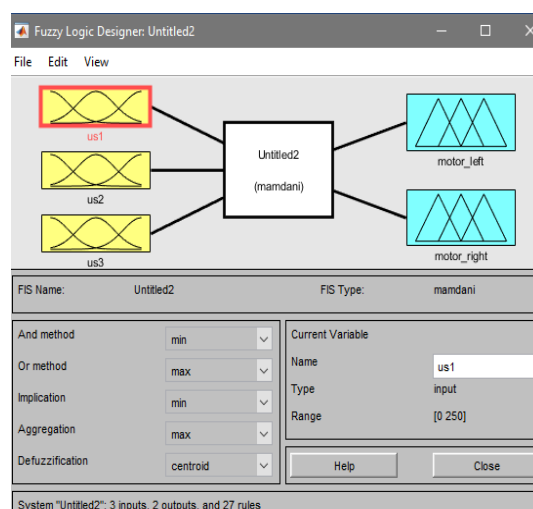 Fuzzy Logic Designer: Untitled2
File Edit View
us1
us2
us3
Untitled2
(mamdani)
motor_left
motor_right
FIS Name: Untitled2 FIS Type: mamdani
And method min
Or method max
Implication min
Aggregation max
Defuzzification centroid
Current Variable
Name us1
Type input
Range [0 250]
Help Close
System "Untitled2": 3 inputs, 2 outputs, and 27 rules